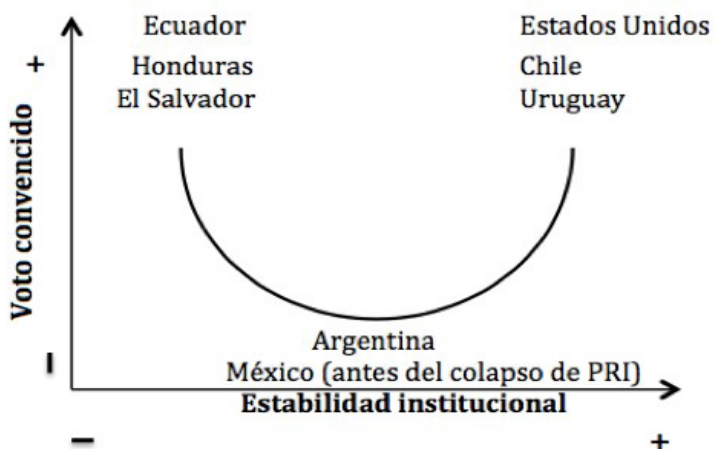 Ecuador
Estados Unidos
+
Honduras
Chile
El Salvador
Uruguay
Voto convencido
Argentina
México (antes del colapso de PRI)
Estabilidad institucional
–
+